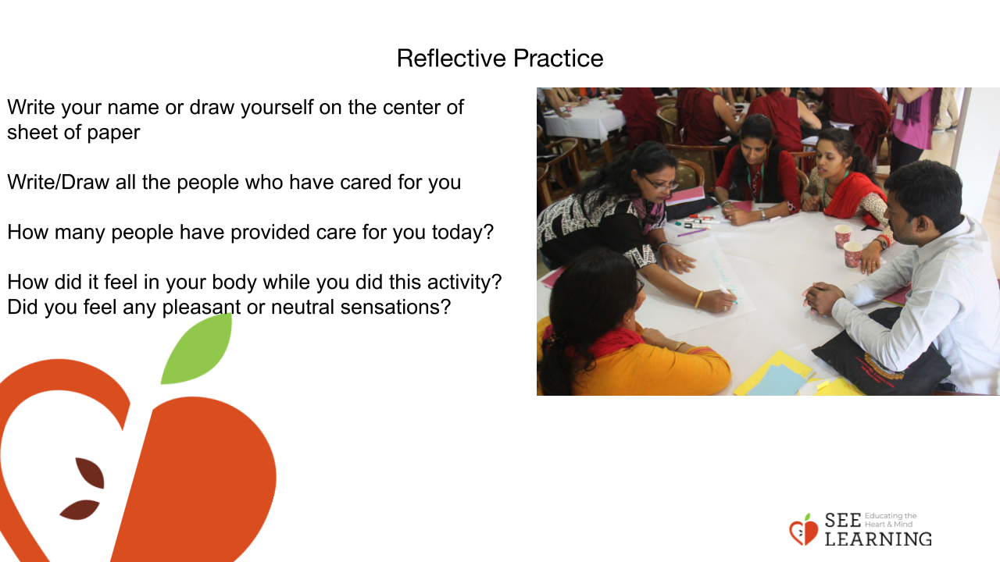 Reflective Practice
Write your name or draw yourself on the center of
sheet of paper
Write/Draw all the people who have cared for you
How many people have provided care for you today?
How did it feel in your body while you did this activity?
Did you feel any pleasant or neutral sensations?
SEE Educating the
Heart & Mind
LEARNING